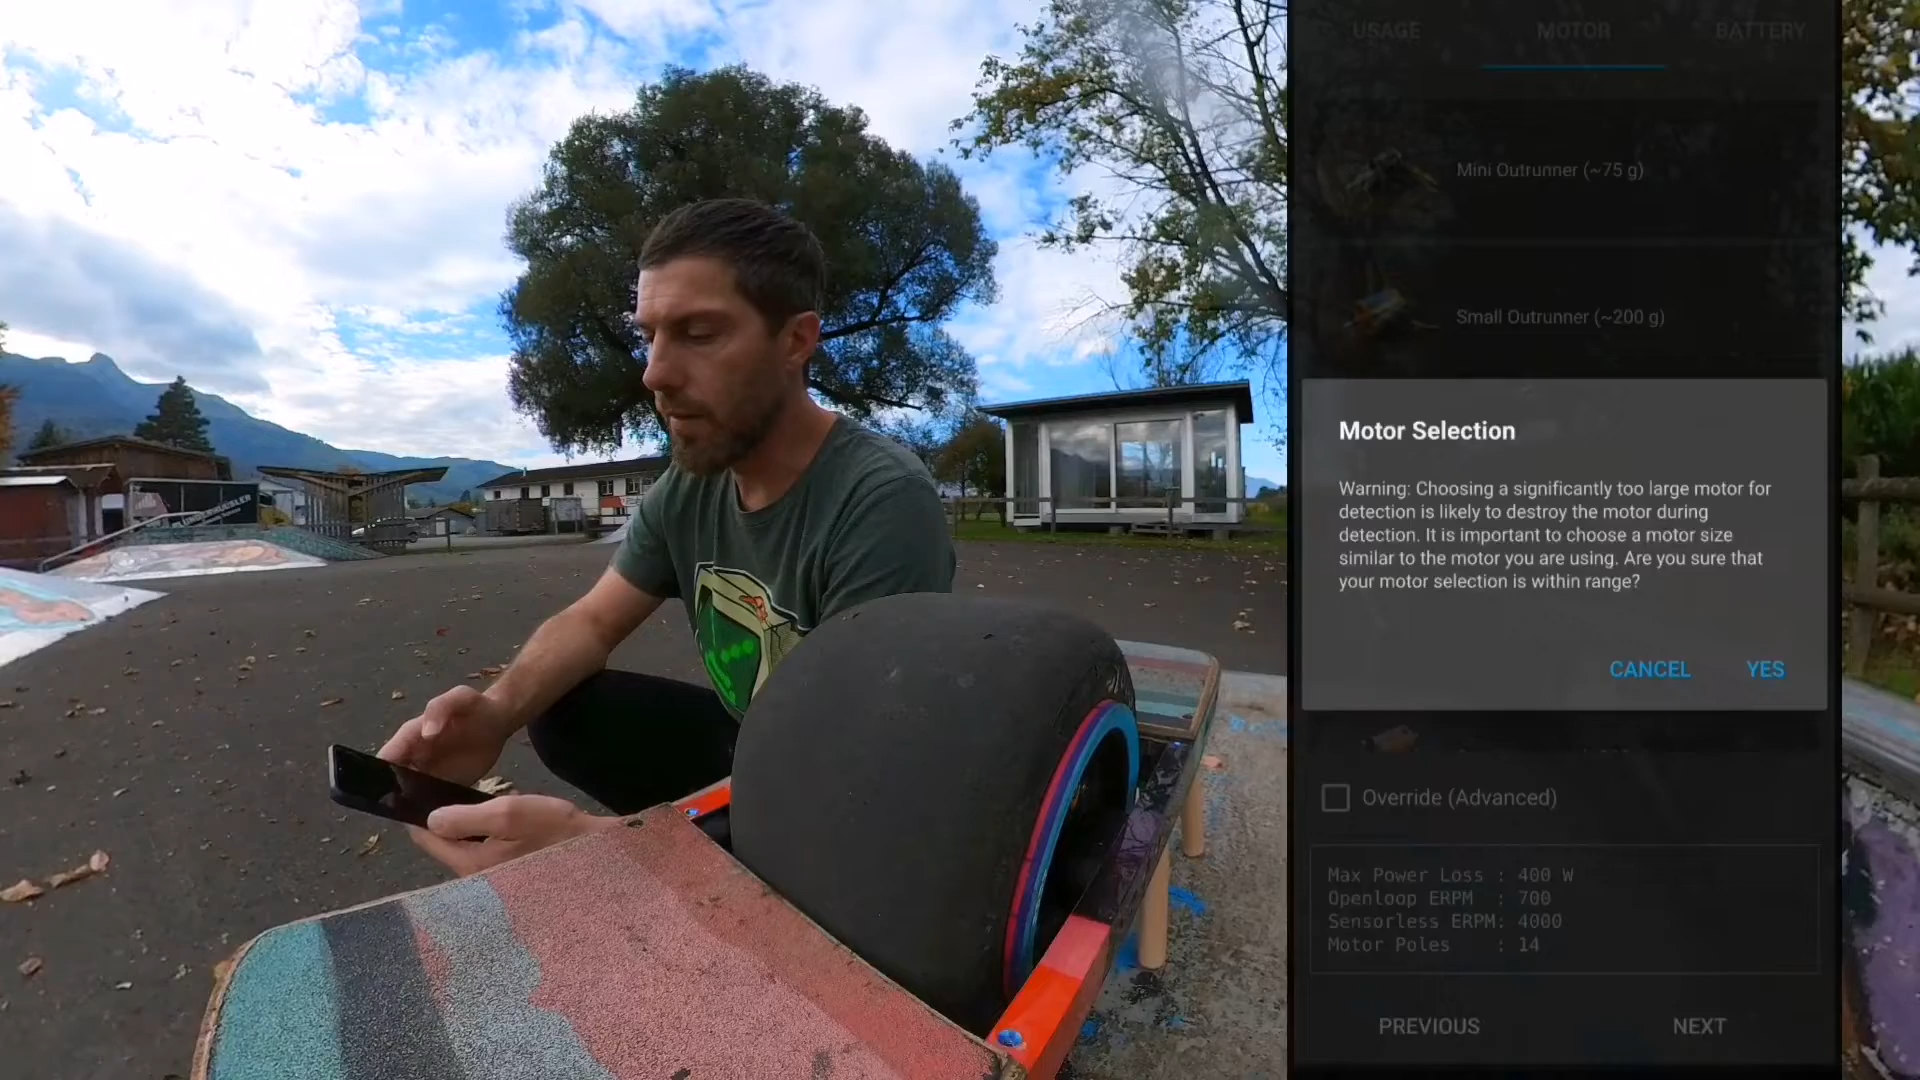 USAGE
MOTOR
BATTERY
Mini Outrunner (~75 g)
Small Outrunner (~200 g)
Motor Selection
Warning: Choosing a significantly too large motor for
detection is likely to destroy the motor during
detection. It is important to choose a motor size
similar to the motor you are using. Are you sure that
your motor selection is within range?
CANCEL
YES
Override (Advanced)
Max Power Loss : 400 W
Openloop ERPM : 700
Sensorless ERPM: 4000
Motor Poles : 14
PREVIOUS
NEXT